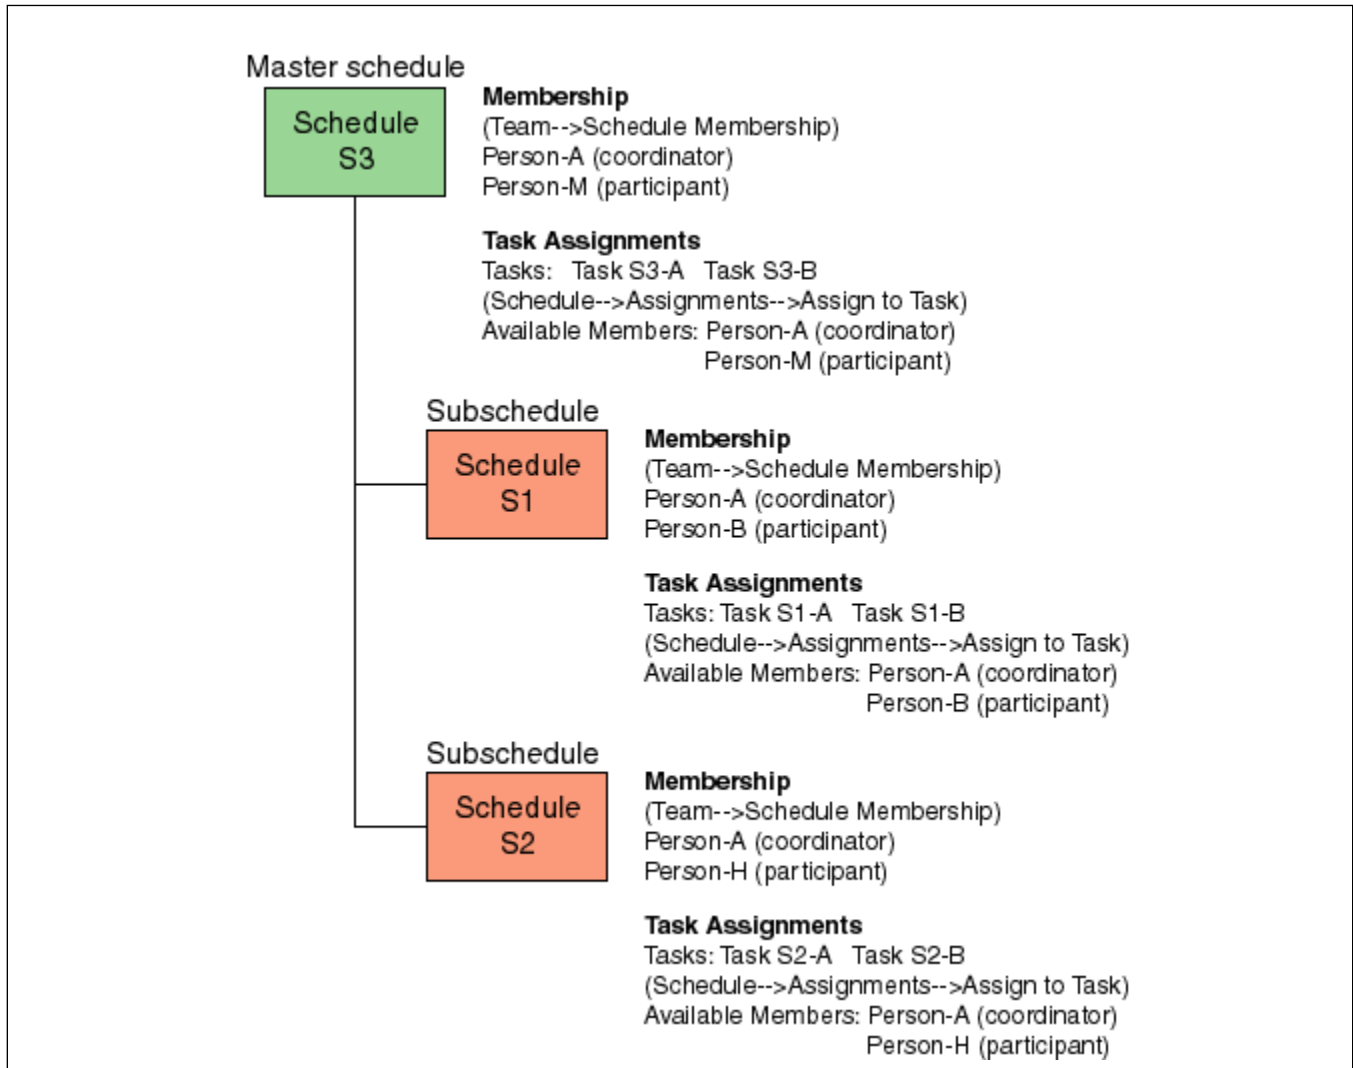 Master schedule
Schedule
S3
Membership
(Team-->Schedule Membership)
Person-A (coordinator)
Person-M (participant)
Task Assignments
Tasks: Task S3-A Task S3-B
(Schedule-->Assignments-->Assign to Task)
Available Members: Person-A (coordinator)
Person-M (participant)
Subschedule
Schedule
S1
Membership
(Team-->Schedule Membership)
Person-A (coordinator)
Person-B (participant)
Task Assignments
Tasks: Task S1-A Task S1-B
(Schedule-->Assignments-->Assign to Task)
Available Members: Person-A (coordinator)
Person-B (participant)
Subschedule
Schedule
S2
Membership
(Team-->Schedule Membership)
Person-A (coordinator)
Person-H (participant)
Task Assignments
Tasks: Task S2-A Task S2-B
(Schedule-->Assignments-->Assign to Task)
Available Members: Person-A (coordinator)
Person-H (participant)